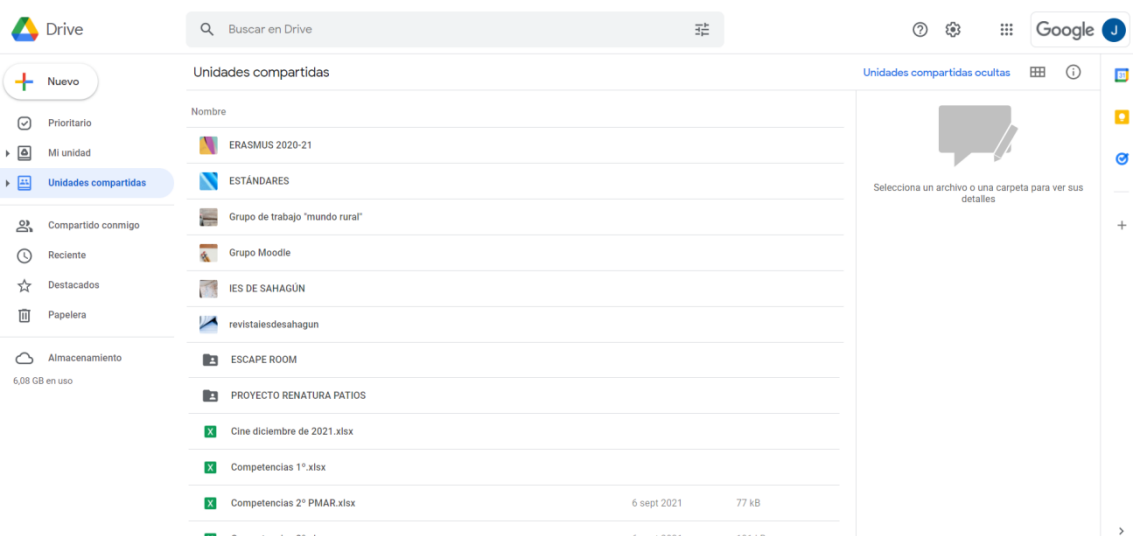 Drive
Buscar en Drive
Google J
Nuevo
Unidades compartidas
Unidades compartidas ocultas
Prioritario
Mi unidad
Unidades compartidas
Compartido conmigo
Reciente
Destacados
Papelera
Almacenamiento
6,08 GB en uso
Nombre
ERASMUS 2020-21
ESTÁNDARES
Grupo de trabajo "mundo rural"
Grupo Moodle
IES DE SAHAGÚN
revistaiesdesahagun
ESCAPE ROOM
PROYECTO RENATURA PATIOS
Cine diciembre de 2021.xlsx
Competencias 1º.xlsx
Competencias 2º PMAR.xlsx 6 sept 2021 77 kB
Selecciona un archivo o una carpeta para ver sus
detalles
31